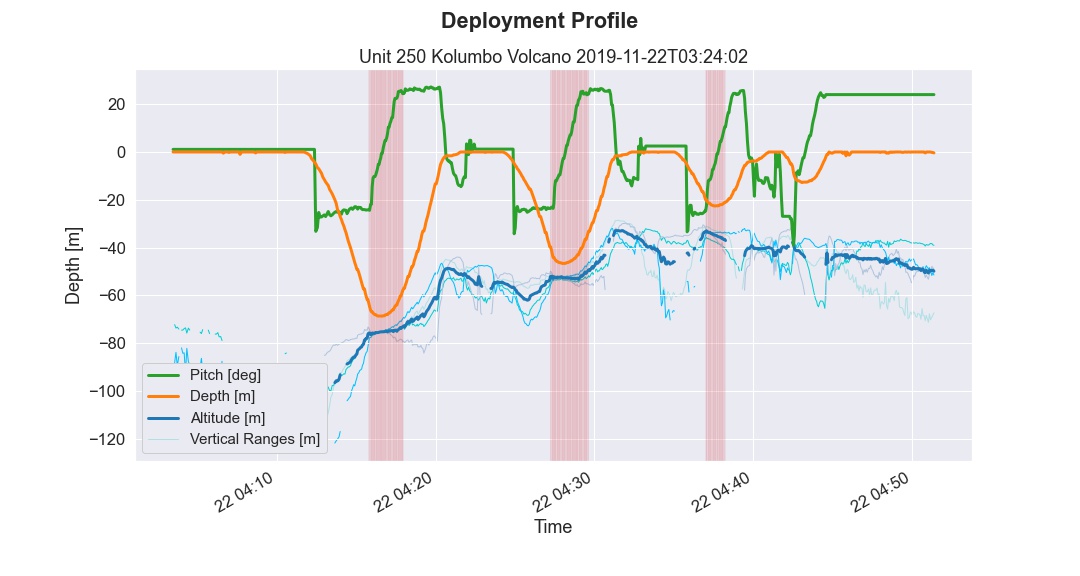 Deployment Profile
Unit 250 Kolumbo Volcano 2019-11-22T03:24:02
Depth [m]
20
0
−20
−40
−60
−80
−100
−120
Pitch [deg]
Depth [m]
Altitude [m]
Vertical Ranges [m]
22 04:10
22 04:20
22 04:30
22 04:40
22 04:50
Time